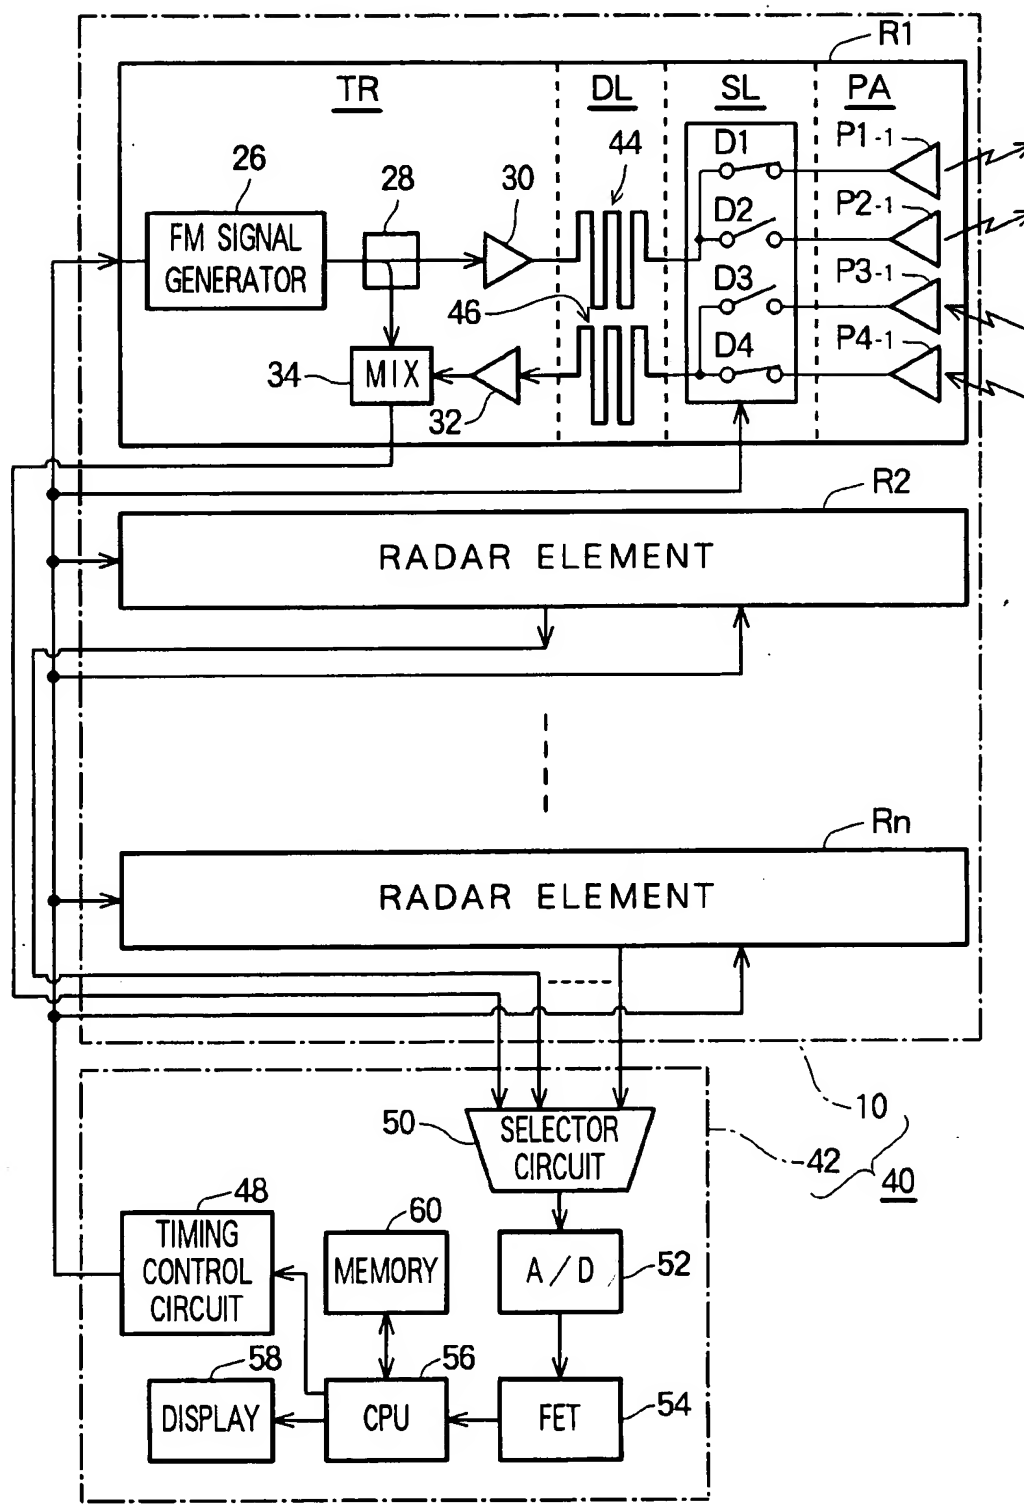 R1
TR
DL
SL
PA
26
28
30
44
D1
P1-1
FM SIGNAL
GENERATOR
D2
P2-1
46
D3
P3-1
34
MIX
32
D4
P4-1
R2
RADAR ELEMENT
Rn
RADAR ELEMENT
10
50
SELECTOR
CIRCUIT
42
40
48
TIMING
CONTROL
CIRCUIT
60
MEMORY
A/D
52
58
DISPLAY
56
CPU
FET
54